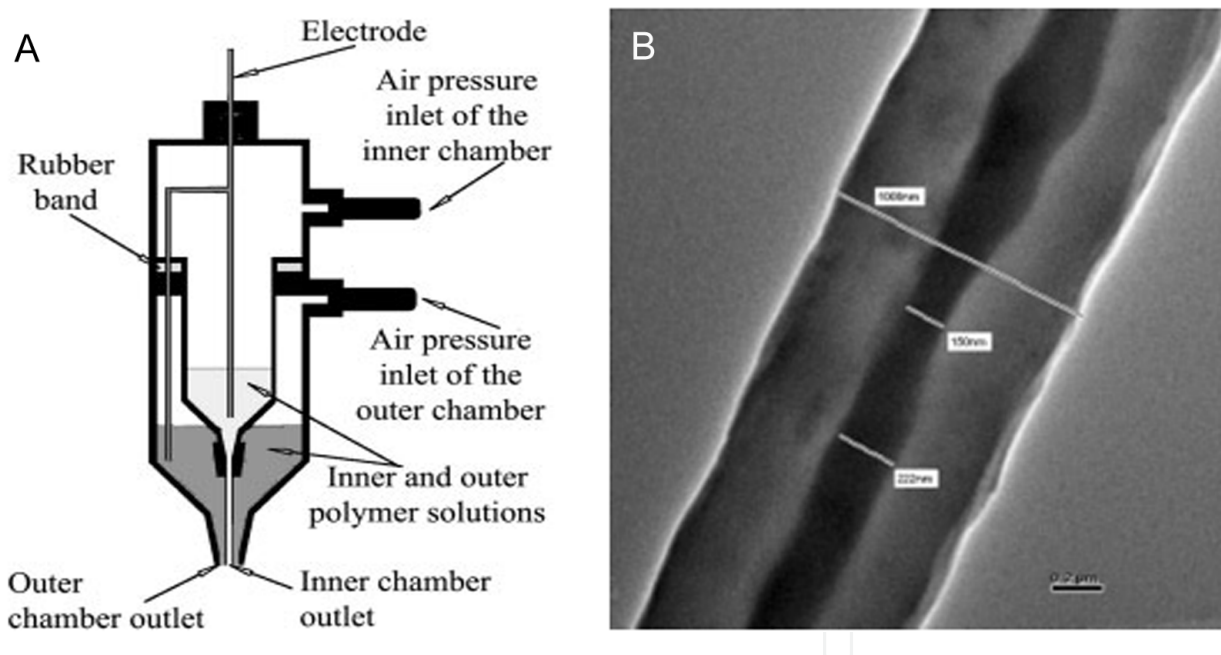 A
Electrode
Air pressure
inlet of the
inner chamber
Rubber
band
Air pressure
inlet of the
outer chamber
Inner and outer
polymer solutions
Outer
chamber outlet
Inner chamber
outlet
B
1000nm
150nm
222nm
0.2 µm